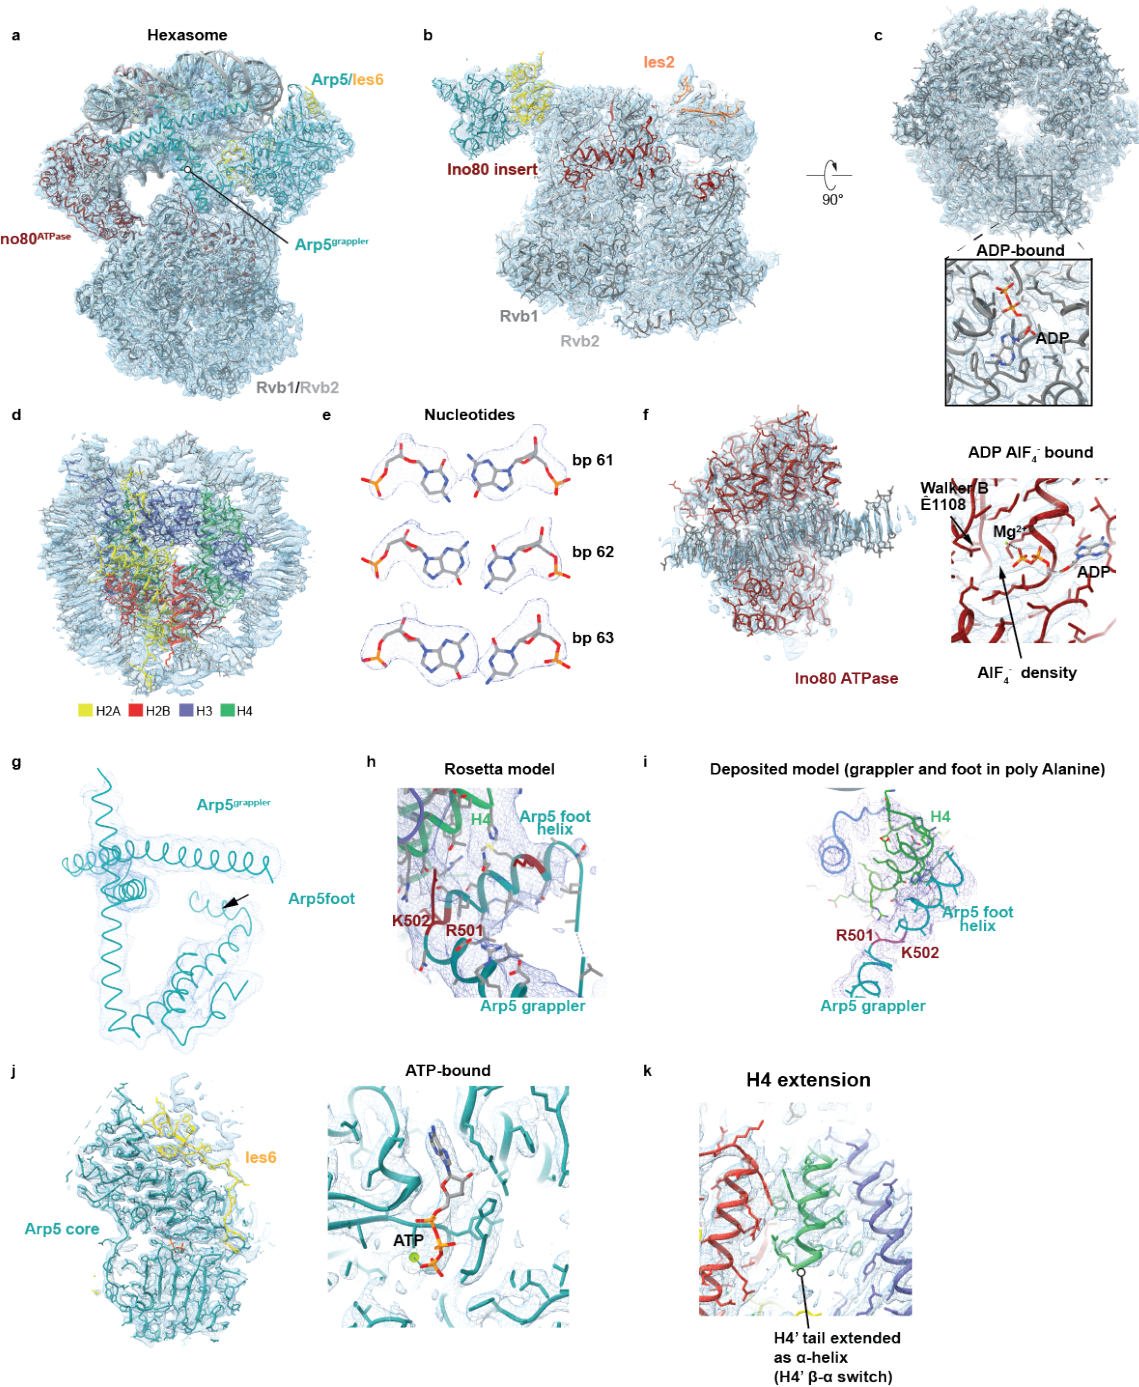 a
Hexasome
Arp5/Ies6
no80ATPase
Arp5grappler
Rvb1/Rvb2
b
Ies2
Ino80 insert
Rvb1
Rvb2
90°
c
ADP-bound
ADP
d
H2A H2B H3 H4
e
Nucleotides
bp 61
bp 62
bp 63
f
Ino80 ATPase
ADP AlF4- bound
Walker B
E1108
Mg2+
ADP
AlF4- density
g
Arp5grappler
Arp5foot
h
Rosetta model
H4
Arp5 foot
helix
K502
R501
Arp5 grappler
i
Deposited model (grappler and foot in poly Alanine)
H4
Arp5 foot
helix
R501
K502
Arp5 grappler
j
Ies6
Arp5 core
ATP-bound
ATP
k
H4 extension
H4' tail extended
as α-helix
(H4' β-α switch)